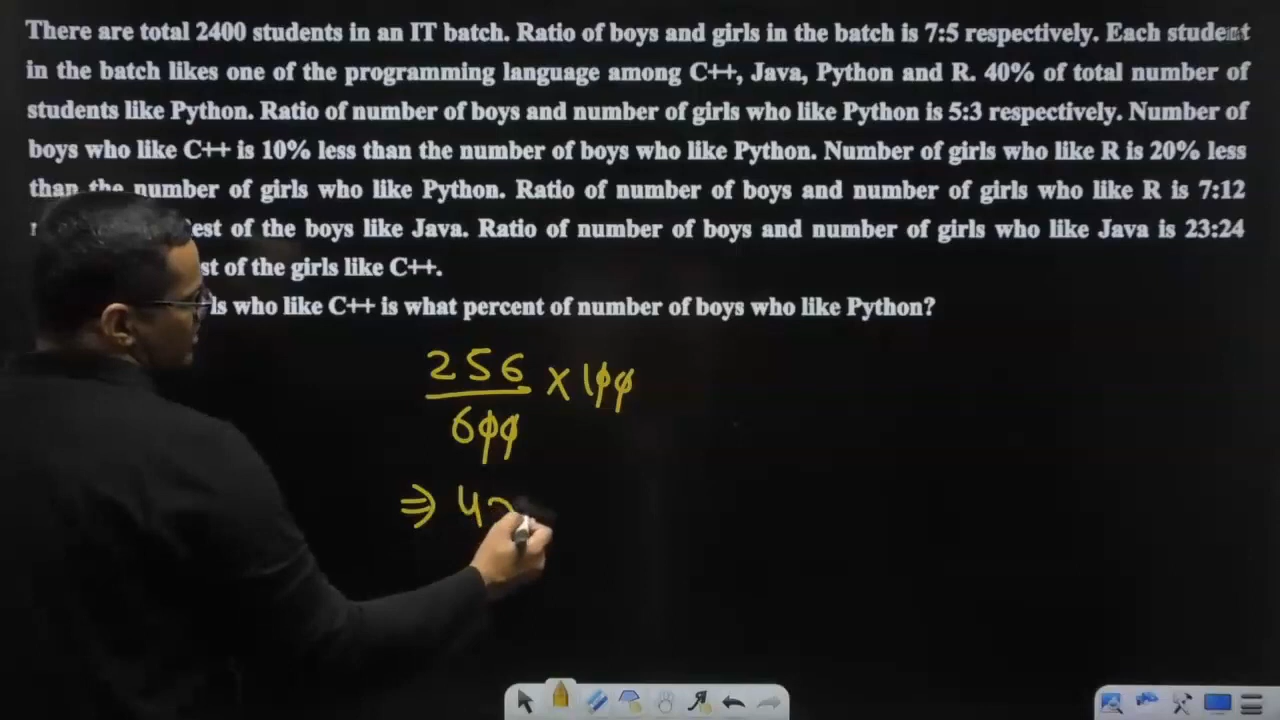 There are total 2400 students in an IT batch. Ratio of boys and girls in the batch is 7:5 respectively. Each student
in the batch likes one of the programming language among C++, Java, Python and R. 40% of total number of
students like Python. Ratio of number of boys and number of girls who like Python is 5:3 respectively. Number of
boys who like C++ is 10% less than the number of boys who like Python. Number of girls who like R is 20% less
than the number of girls who like Python. Ratio of number of boys and number of girls who like R is 7:12
of the boys like Java. Ratio of number of boys and number of girls who like Java is 23:24
of the girls like C++.
who like C++ is what percent of number of boys who like Python?
256
× 100
600
⇒ 42